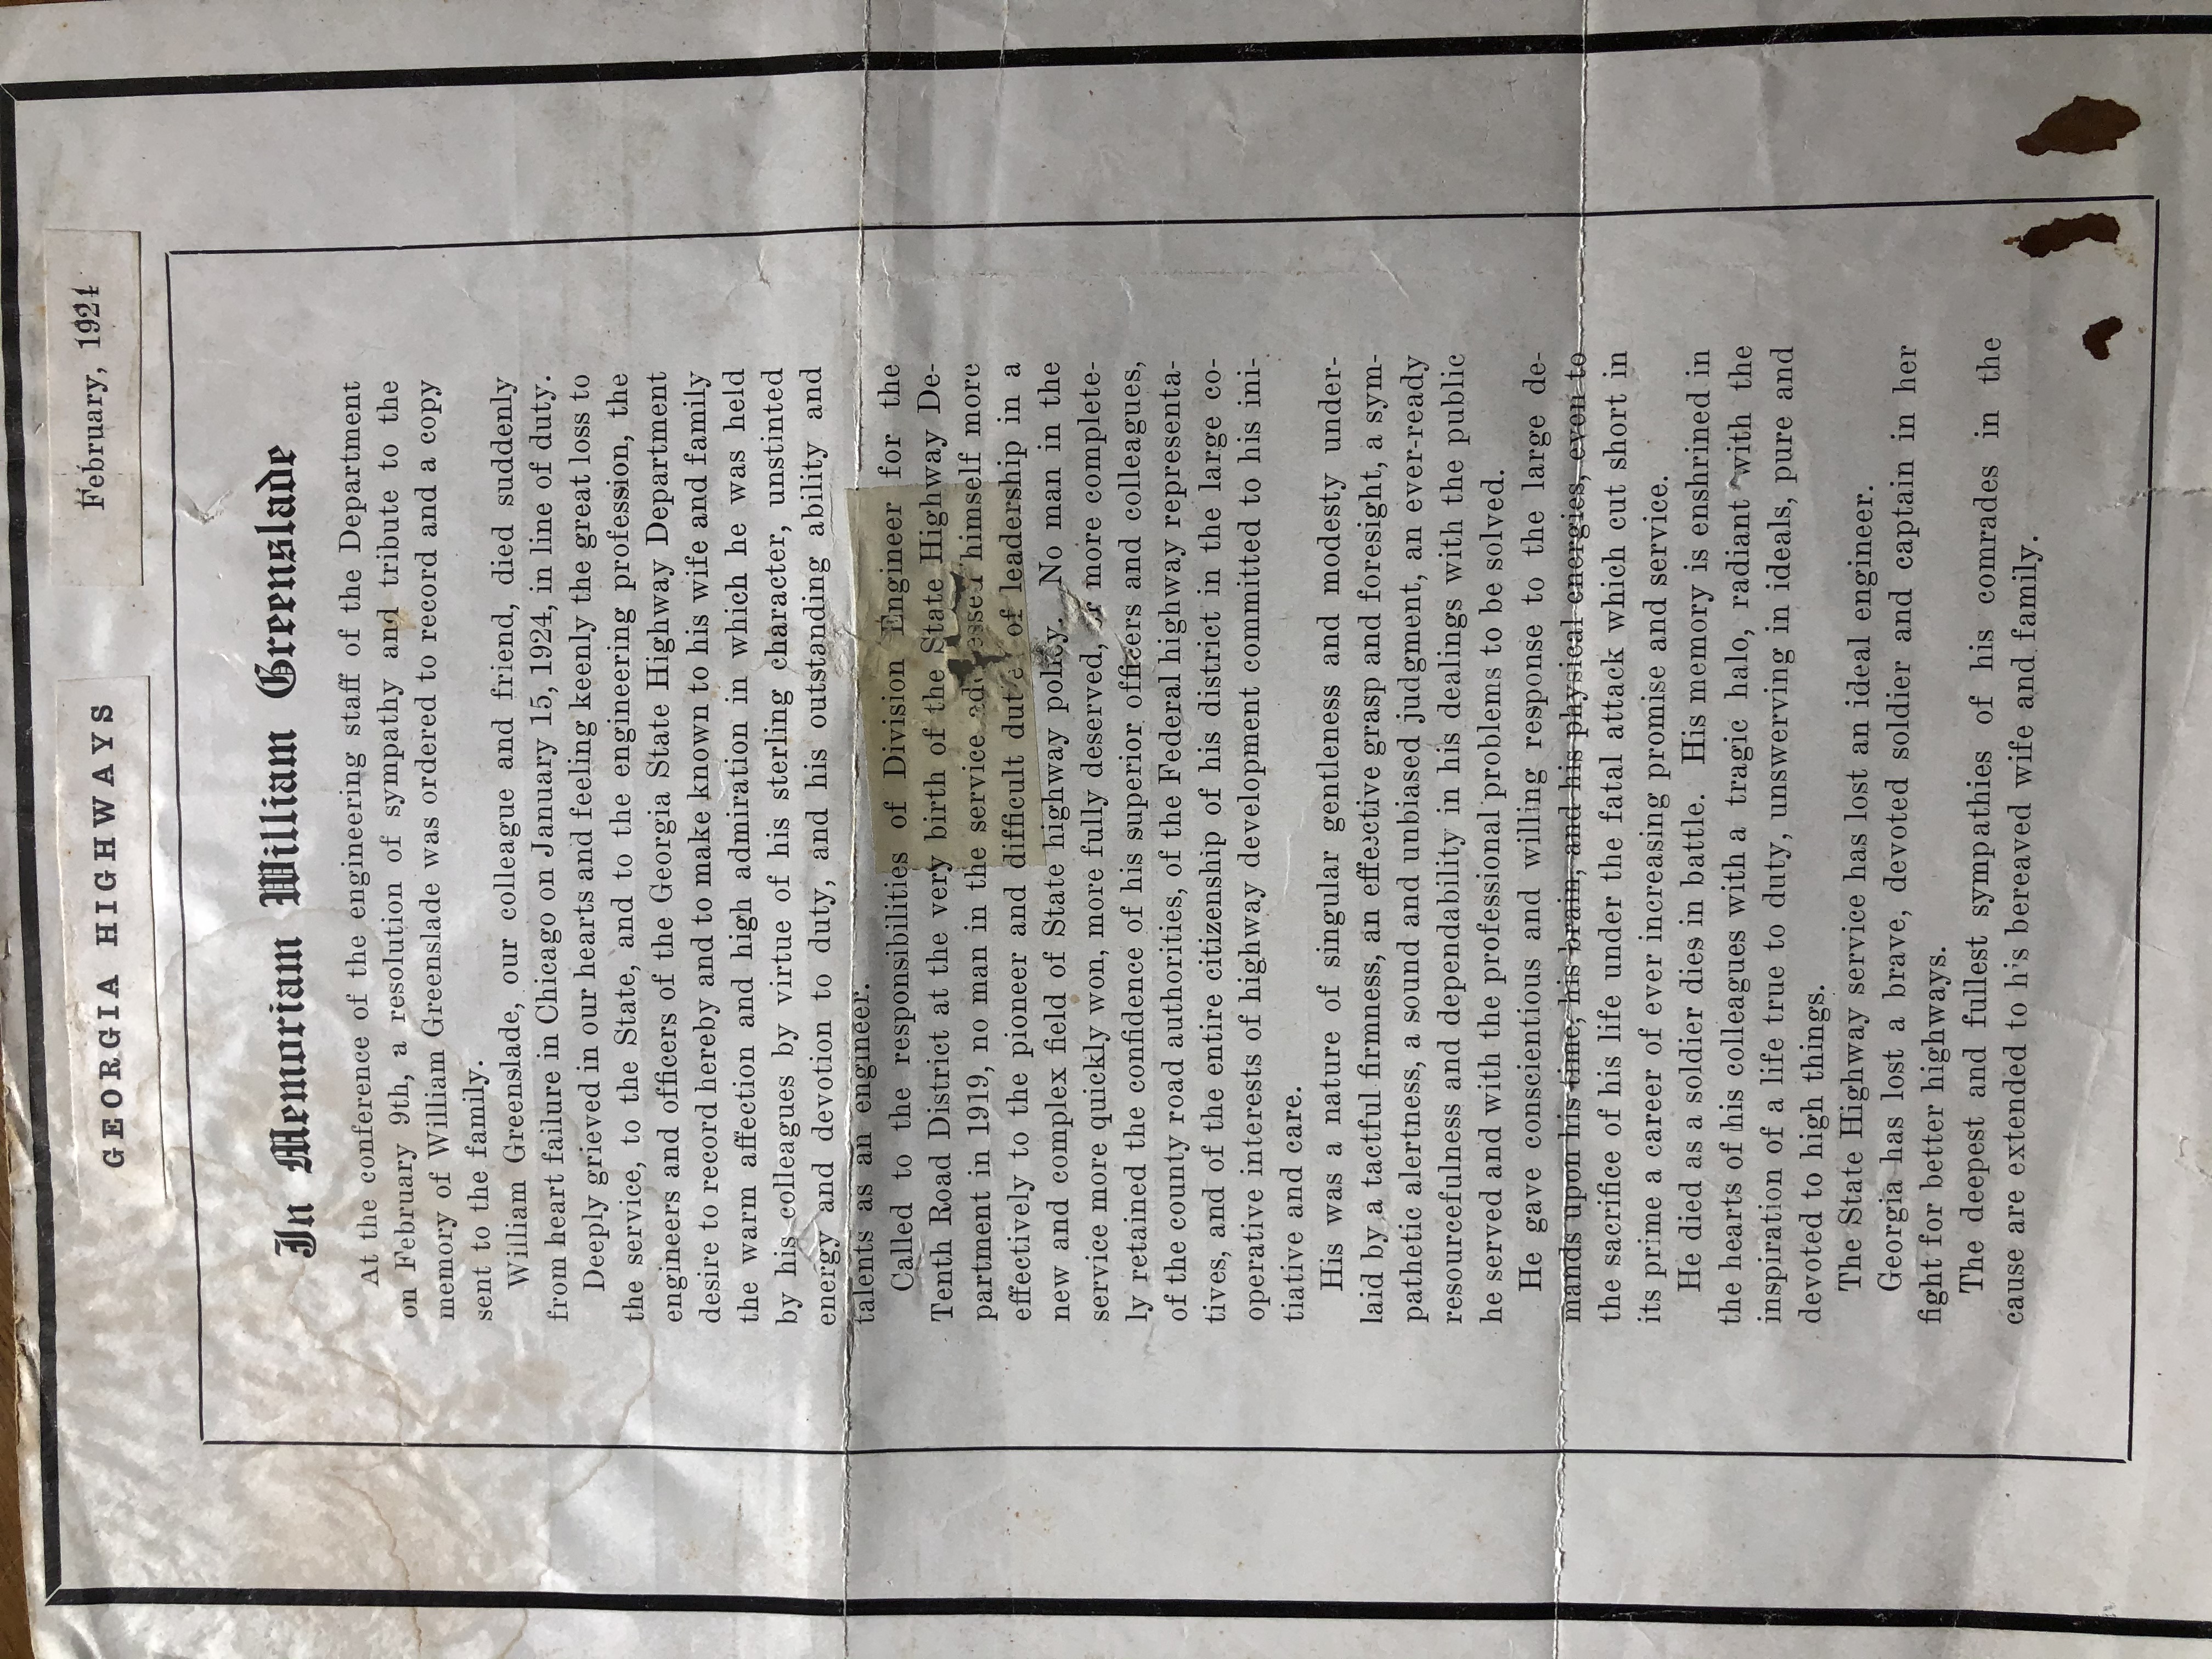 GEORGIA HIGHWAYS
February, 1924
In Memoriam William Greenslade
At the conference of the engineering staff of the Department
on February 9th, a resolution of sympathy and tribute to the
memory of William Greenslade was ordered to record and a copy
sent to the family.
William Greenslade, our colleague and friend, died suddenly
from heart failure in Chicago on January 15, 1924, in line of duty.
Deeply grieved in our hearts and feeling keenly the great loss to
the service, to the State, and to the engineering profession, the
engineers and officers of the Georgia State Highway Department
desire to record hereby and to make known to his wife and family
the warm affection and high admiration in which he was held
by his colleagues by virtue of his sterling character, unstinted
energy and devotion to duty, and his outstanding ability and
talents as an engineer.
Called to the responsibilities of Division Engineer for the
Tenth Road District at the very birth of the State Highway De-
partment in 1919, no man in the service addressed himself more
effectively to the pioneer and difficult duties of leadership in a
new and complex field of State highway policy. No man in the
service more quickly won, more fully deserved, or more complete-
ly retained the confidence of his superior officers and colleagues,
of the county road authorities, of the Federal highway representa-
tives, and of the entire citizenship of his district in the large co-
operative interests of highway development committed to his ini-
tiative and care.
His was a nature of singular gentleness and modesty under-
laid by a tactful firmness, an effective grasp and foresight, a sym-
pathetic alertness, a sound and unbiased judgment, an ever-ready
resourcefulness and dependability in his dealings with the public
he served and with the professional problems to be solved.
He gave conscientious and willing response to the large de-
mands upon his time, his brain, and his physical energies, even to
the sacrifice of his life under the fatal attack which cut short in
its prime a career of ever increasing promise and service.
He died as a soldier dies in battle. His memory is enshrined in
the hearts of his colleagues with a tragic halo, radiant with the
inspiration of a life true to duty, unswerving in ideals, pure and
devoted to high things.
The State Highway service has lost an ideal engineer.
Georgia has lost a brave, devoted soldier and captain in her
fight for better highways.
The deepest and fullest sympathies of his comrades in the
cause are extended to his bereaved wife and family.